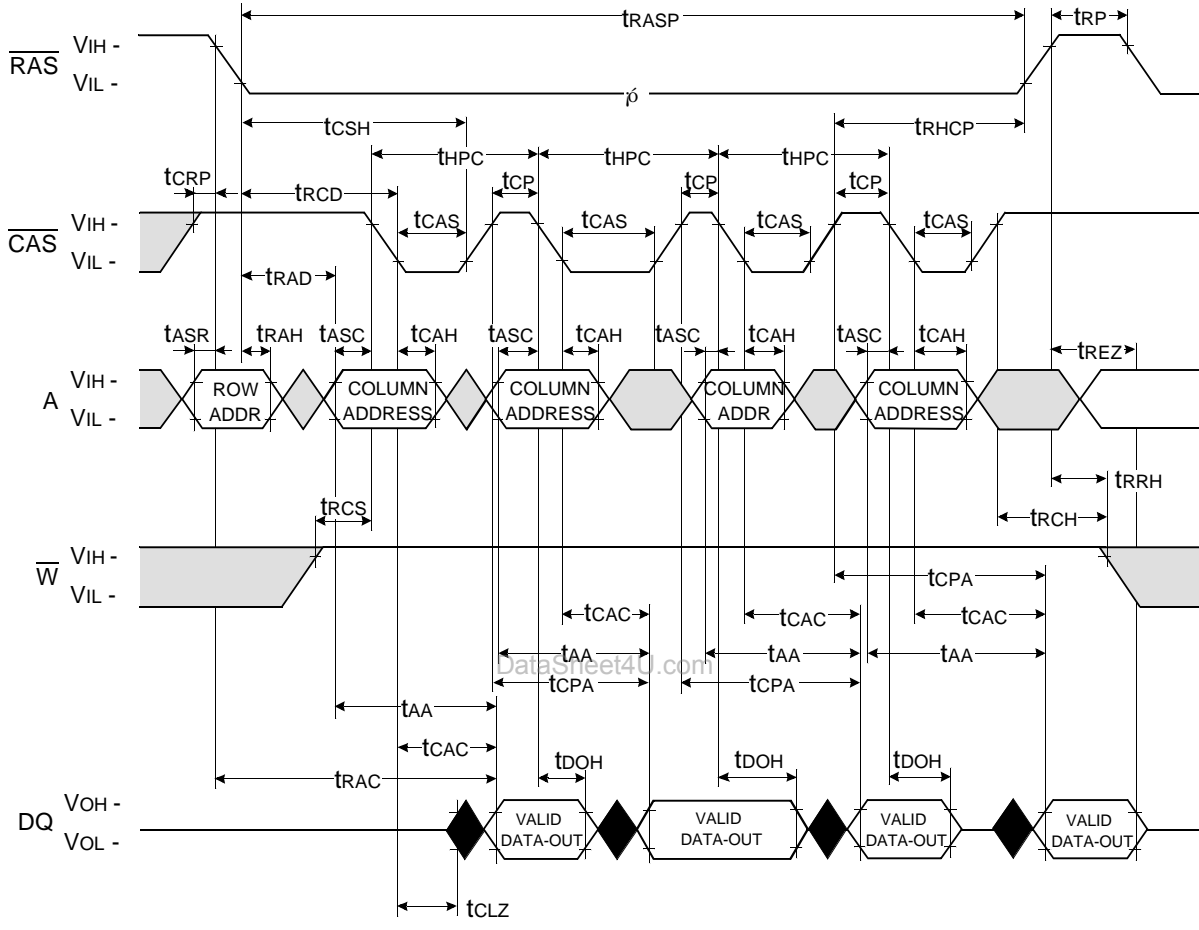 tRASP
tRP
RAS
VIH -
VIL -
ό
tCSH
tRHCP
tHPC
tHPC
tHPC
tCRP
tRCD
tCP
tCP
tCP
CAS
VIH -
VIL -
tCAS
tCAS
tCAS
tCAS
tRAD
tASR
tRAH
tASC
tCAH
tASC
tCAH
tASC
tCAH
tASC
tCAH
tREZ
A
VIH -
VIL -
ROW
ADDR
COLUMN
ADDRESS
COLUMN
ADDRESS
COLUMN
ADDR
COLUMN
ADDRESS
tRRH
tRCS
tRCH
W
VIH -
VIL -
tCPA
tCAC
tCAC
tCAC
tAA
tAA
tAA
DataSheet4U.com
tCPA
tCPA
tAA
tCAC
tRAC
tDOH
tDOH
tDOH
DQ
VOH -
VOL -
VALID
DATA-OUT
VALID
DATA-OUT
VALID
DATA-OUT
VALID
DATA-OUT
tCLZ